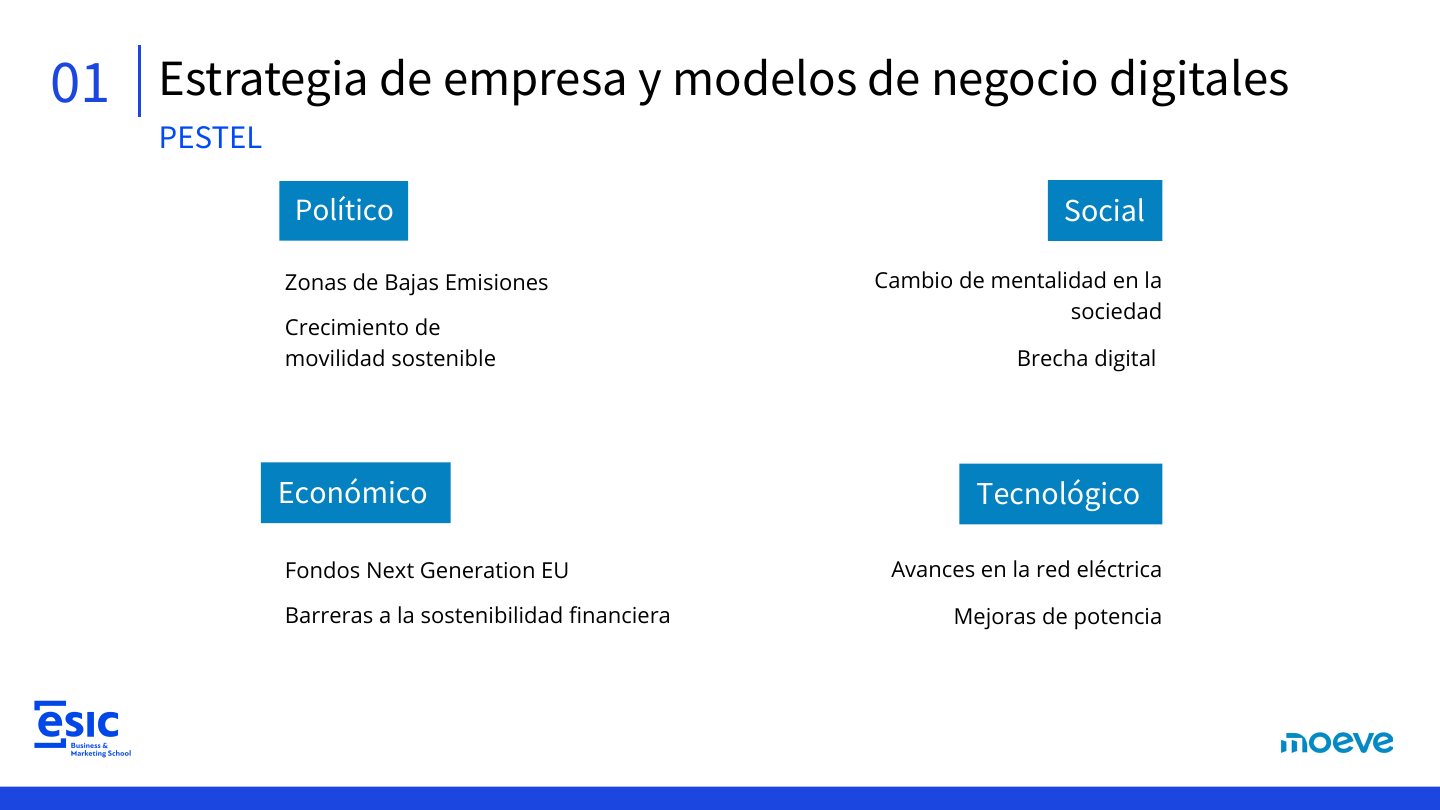 01
Estrategia de empresa y modelos de negocio digitales
PESTEL
Político
Zonas de Bajas Emisiones
Crecimiento de
movilidad sostenible
Social
Cambio de mentalidad en la
sociedad
Brecha digital
Económico
Fondos Next Generation EU
Barreras a la sostenibilidad financiera
Tecnológico
Avances en la red eléctrica
Mejoras de potencia
esic
Business &
Marketing School
moeve